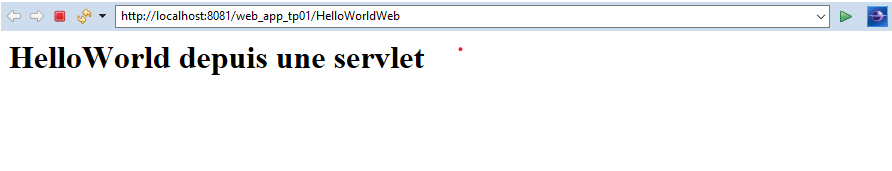 http://localhost:8081/web_app_tp01/HelloWorldWeb
HelloWorld depuis une servlet